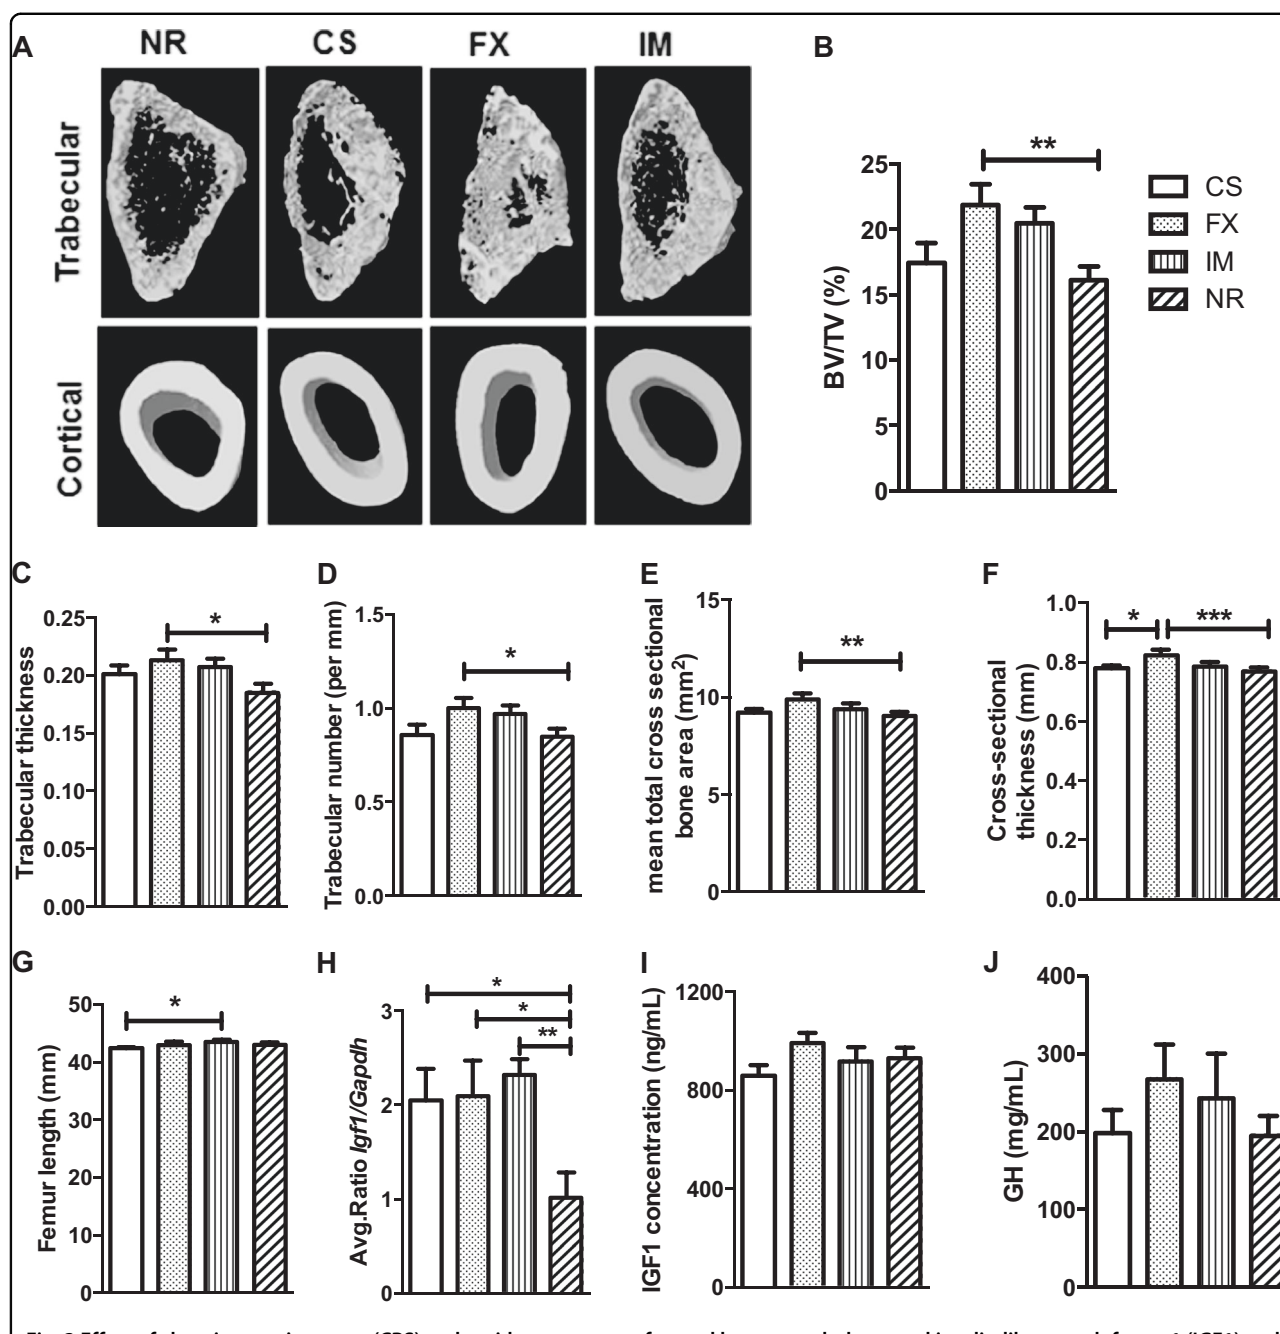 A
NR CS FX IM
Trabecular
Cortical
B
**
25
20
15
10
5
0
BV/TV (%)
CS
FX
IM
NR
C
0.25
0.20
0.15
0.10
0.05
0.00
Trabecular thickness
*
D
1.5
1.0
0.5
0.0
Trabecular number (per mm)
*
E
15
10
5
0
mean total cross sectional
bone area (mm²)
**
F
1.0
0.8
0.6
0.4
0.2
0.0
Cross-sectional
thickness (mm)
* ***
G
50
40
30
20
10
0
Femur length (mm)
*
H
3
2
1
0
Avg.Ratio Igf1/Gapdh
*
*
**
I
1200
800
400
0
IGF1 concentration (ng/mL)
J
400
300
200
100
0
GH (mg/mL)